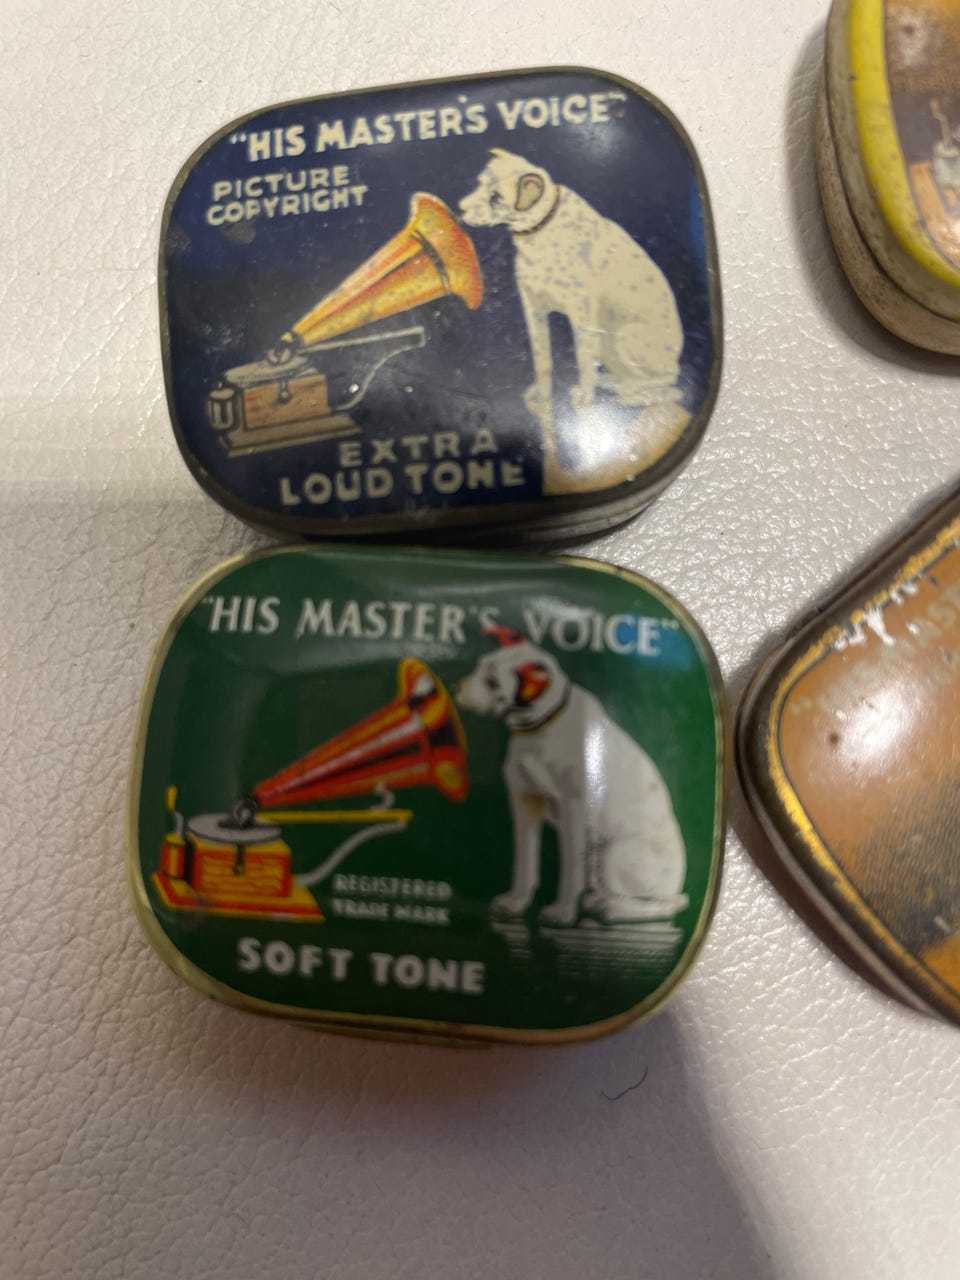 "HIS MASTER'S VOICE"
PICTURE
COPYRIGHT
EXTRA
LOUD TONE
"HIS MASTER'S VOICE"
REGISTERED
TRADE MARK
SOFT TONE